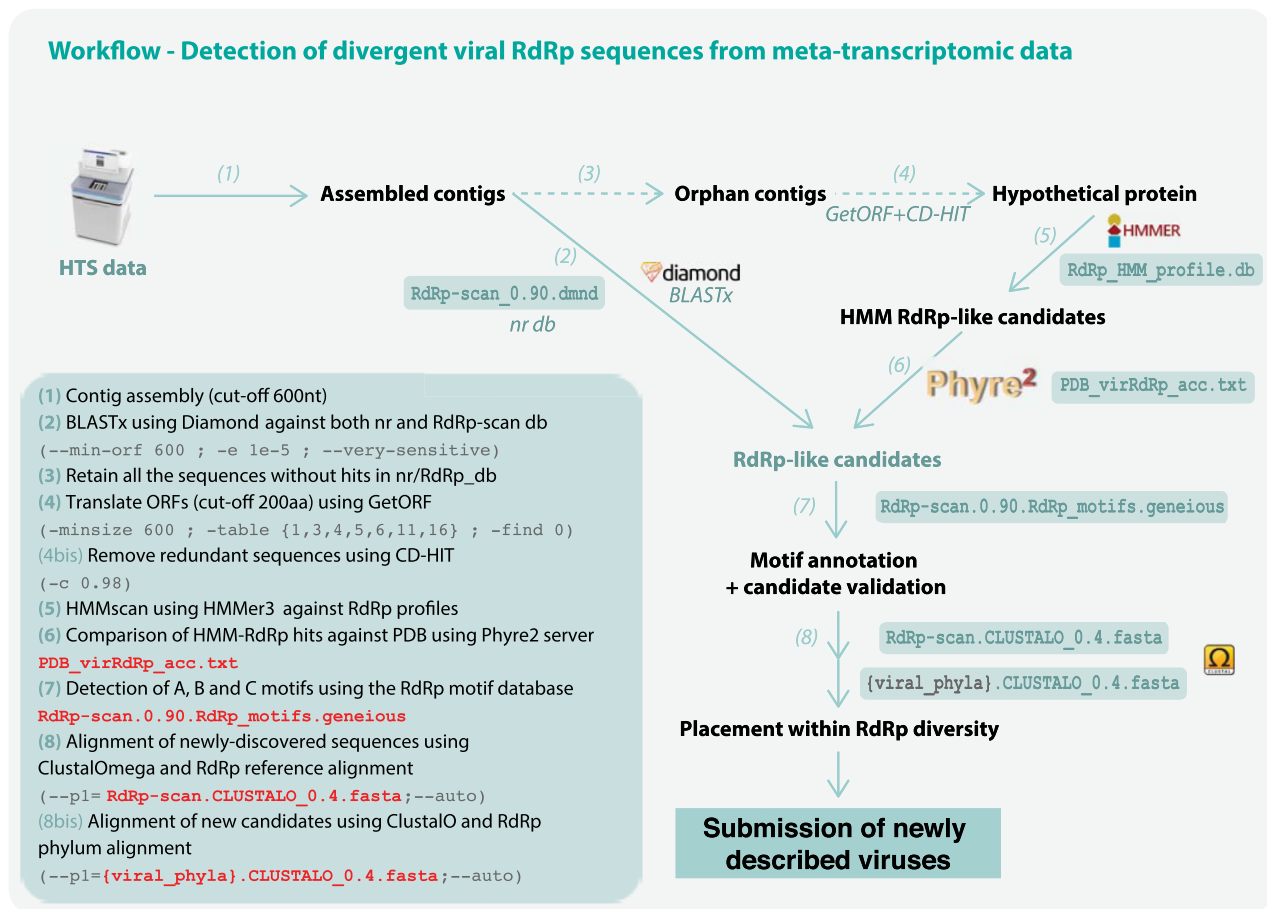 Workflow - Detection of divergent viral RdRp sequences from meta-transcriptomic data
HTS data
(1)
Assembled contigs
(3)
Orphan contigs
(4)
GetORF+CD-HIT
Hypothetical protein
(5)
HMMER
RdRp_HMM_profile.db
(2)
RdRp-scan_0.90.dmnd
nr db
diamond
BLASTx
HMM RdRp-like candidates
(6)
Phyre2
PDB_virRdRp_acc.txt
RdRp-like candidates
(7)
RdRp-scan.0.90.RdRp_motifs.geneious
Motif annotation
+ candidate validation
(8)
RdRp-scan.CLUSTALO_0.4.fasta
{viral_phyla}.CLUSTALO_0.4.fasta
Ω
CLUSTAL
Placement within RdRp diversity
Submission of newly
described viruses
(1) Contig assembly (cut-off 600nt)
(2) BLASTx using Diamond against both nr and RdRp-scan db
(--min-orf 600 ; -e 1e-5 ; --very-sensitive)
(3) Retain all the sequences without hits in nr/RdRp_db
(4) Translate ORFs (cut-off 200aa) using GetORF
(-minsize 600 ; -table {1,3,4,5,6,11,16} ; -find 0)
(4bis) Remove redundant sequences using CD-HIT
(-c 0.98)
(5) HMMscan using HMMer3 against RdRp profiles
(6) Comparison of HMM-RdRp hits against PDB using Phyre2 server
PDB_virRdRp_acc.txt
(7) Detection of A, B and C motifs using the RdRp motif database
RdRp-scan.0.90.RdRp_motifs.geneious
(8) Alignment of newly-discovered sequences using
ClustalOmega and RdRp reference alignment
(--p1= RdRp-scan.CLUSTALO_0.4.fasta;--auto)
(8bis) Alignment of new candidates using ClustalO and RdRp
phylum alignment
(--p1={viral_phyla}.CLUSTALO_0.4.fasta;--auto)